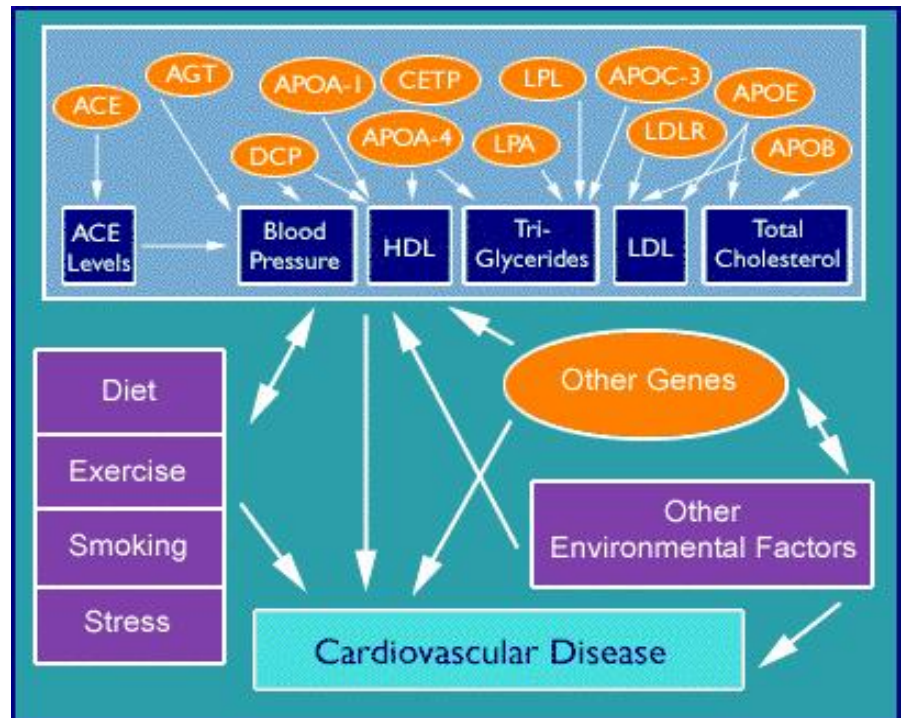 AGT
APOA-1
CETP
LPL
APOC-3
APOE
ACE
DCP
APOA-4
LPA
LDLR
APOB
ACE
Levels
Blood
Pressure
HDL
Tri-
Glycerides
LDL
Total
Cholesterol
Diet
Exercise
Smoking
Stress
Other Genes
Other
Environmental Factors
Cardiovascular Disease